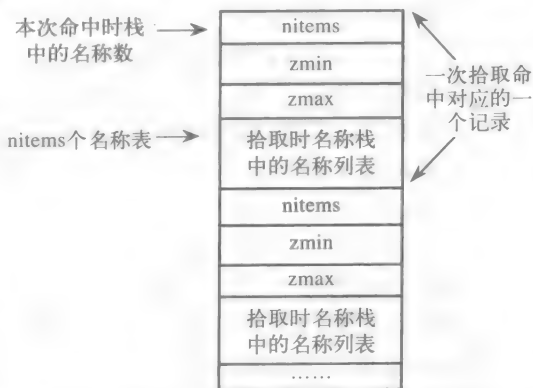 本次命中时栈
中的名称数
nitems
zmin
zmax
一次拾取命
中对应的一
个记录
nitems个名称表
拾取时名称栈
中的名称列表
nitems
zmin
zmax
拾取时名称栈
中的名称列表
……